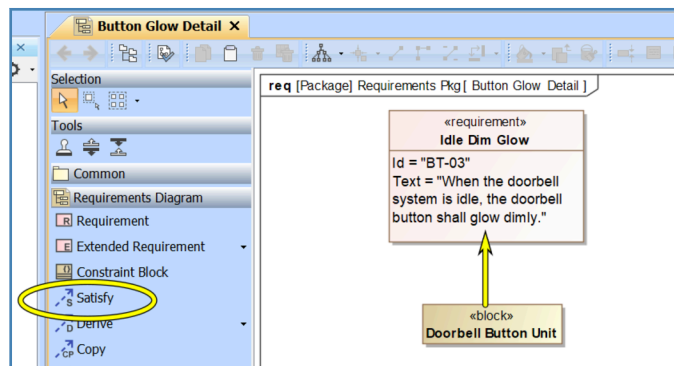 Button Glow Detail
Selection
Tools
Common
Requirements Diagram
R Requirement
E Extended Requirement
Constraint Block
S Satisfy
D Derive
CP Copy
req [Package] Requirements Pkg[ Button Glow Detail ]
«requirement»
Idle Dim Glow
Id = "BT-03"
Text = "When the doorbell
system is idle, the doorbell
button shall glow dimly."
«block»
Doorbell Button Unit